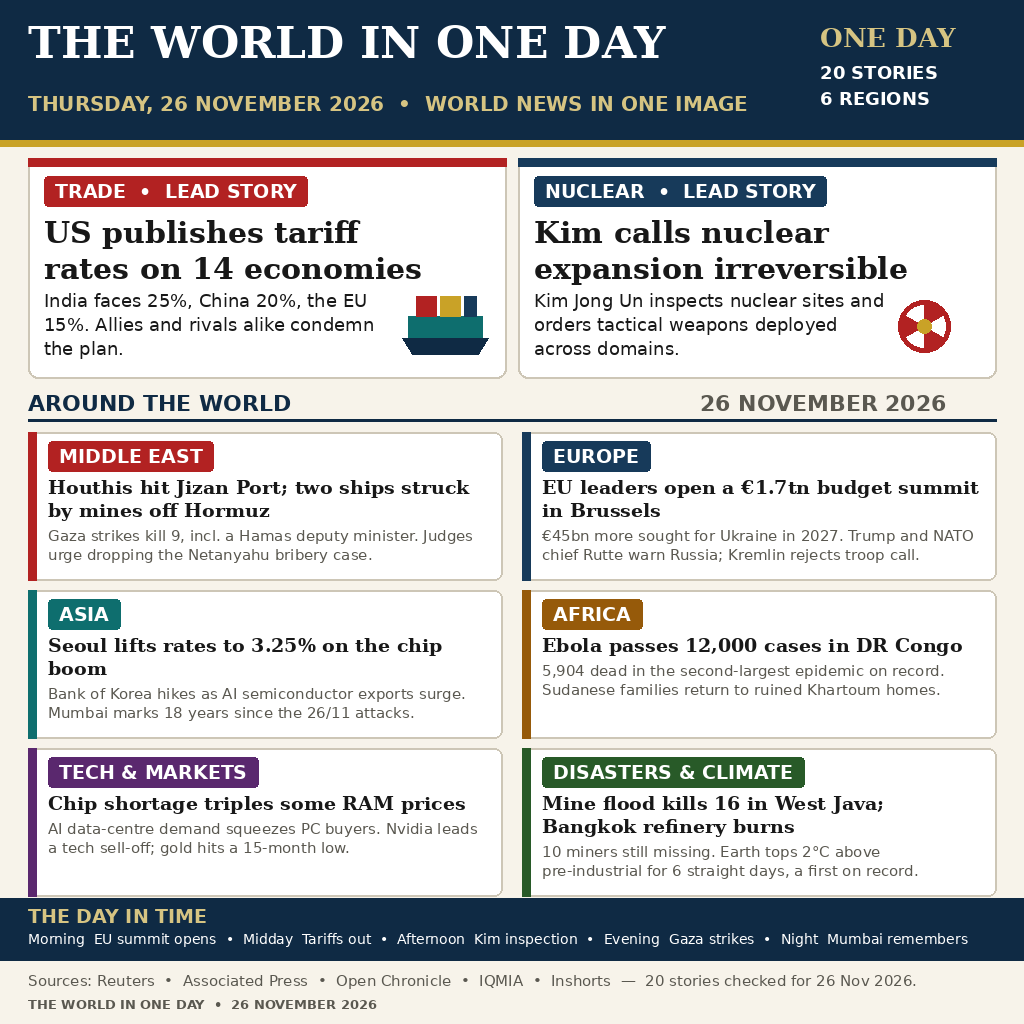 THE WORLD IN ONE DAY
THURSDAY, 26 NOVEMBER 2026 • WORLD NEWS IN ONE IMAGE
ONE DAY
20 STORIES
6 REGIONS
TRADE • LEAD STORY
US publishes tariff
rates on 14 economies
India faces 25%, China 20%, the EU
15%. Allies and rivals alike condemn
the plan.
NUCLEAR • LEAD STORY
Kim calls nuclear
expansion irreversible
Kim Jong Un inspects nuclear sites and
orders tactical weapons deployed
across domains.
AROUND THE WORLD
26 NOVEMBER 2026
MIDDLE EAST
Houthis hit Jizan Port; two ships struck
by mines off Hormuz
Gaza strikes kill 9, incl. a Hamas deputy minister. Judges
urge dropping the Netanyahu bribery case.
EUROPE
EU leaders open a €1.7tn budget summit
in Brussels
€45bn more sought for Ukraine in 2027. Trump and NATO
chief Rutte warn Russia; Kremlin rejects troop call.
ASIA
Seoul lifts rates to 3.25% on the chip
boom
Bank of Korea hikes as AI semiconductor exports surge.
Mumbai marks 18 years since the 26/11 attacks.
AFRICA
Ebola passes 12,000 cases in DR Congo
5,904 dead in the second-largest epidemic on record.
Sudanese families return to ruined Khartoum homes.
TECH & MARKETS
Chip shortage triples some RAM prices
AI data-centre demand squeezes PC buyers. Nvidia leads
a tech sell-off; gold hits a 15-month low.
DISASTERS & CLIMATE
Mine flood kills 16 in West Java;
Bangkok refinery burns
10 miners still missing. Earth tops 2°C above
pre-industrial for 6 straight days, a first on record.
THE DAY IN TIME
Morning EU summit opens • Midday Tariffs out • Afternoon Kim inspection • Evening Gaza strikes • Night Mumbai remembers
Sources: Reuters • Associated Press • Open Chronicle • IQMIA • Inshorts — 20 stories checked for 26 Nov 2026.
THE WORLD IN ONE DAY • 26 NOVEMBER 2026